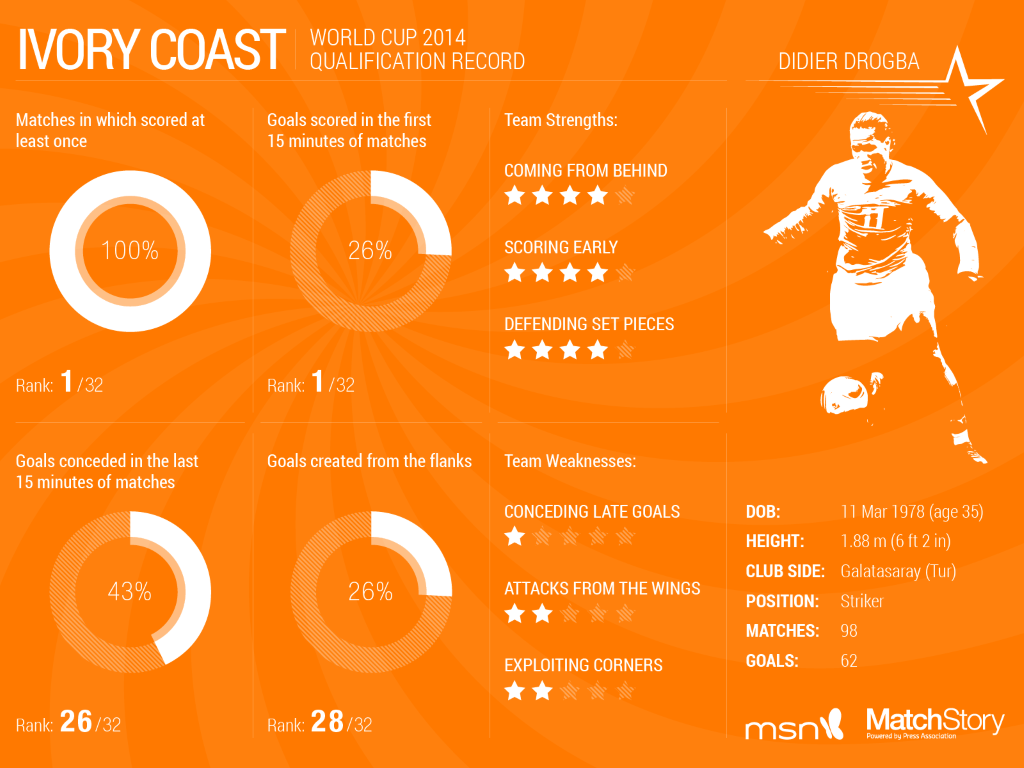 IVORY COAST
WORLD CUP 2014
QUALIFICATION RECORD
DIDIER DROGBA
Matches in which scored at
least once
100%
Rank: 1/32
Goals scored in the first
15 minutes of matches
26%
Rank: 1/32
Team Strengths:
COMING FROM BEHIND
SCORING EARLY
DEFENDING SET PIECES
11
Goals conceded in the last
15 minutes of matches
43%
Rank: 26/32
Goals created from the flanks
26%
Rank: 28/32
Team Weaknesses:
CONCEDING LATE GOALS
ATTACKS FROM THE WINGS
EXPLOITING CORNERS
DOB: 11 Mar 1978 (age 35)
HEIGHT: 1.88 m (6 ft 2 in)
CLUB SIDE: Galatasaray (Tur)
POSITION: Striker
MATCHES: 98
GOALS: 62
msn
MatchStory
Powered by Press Association